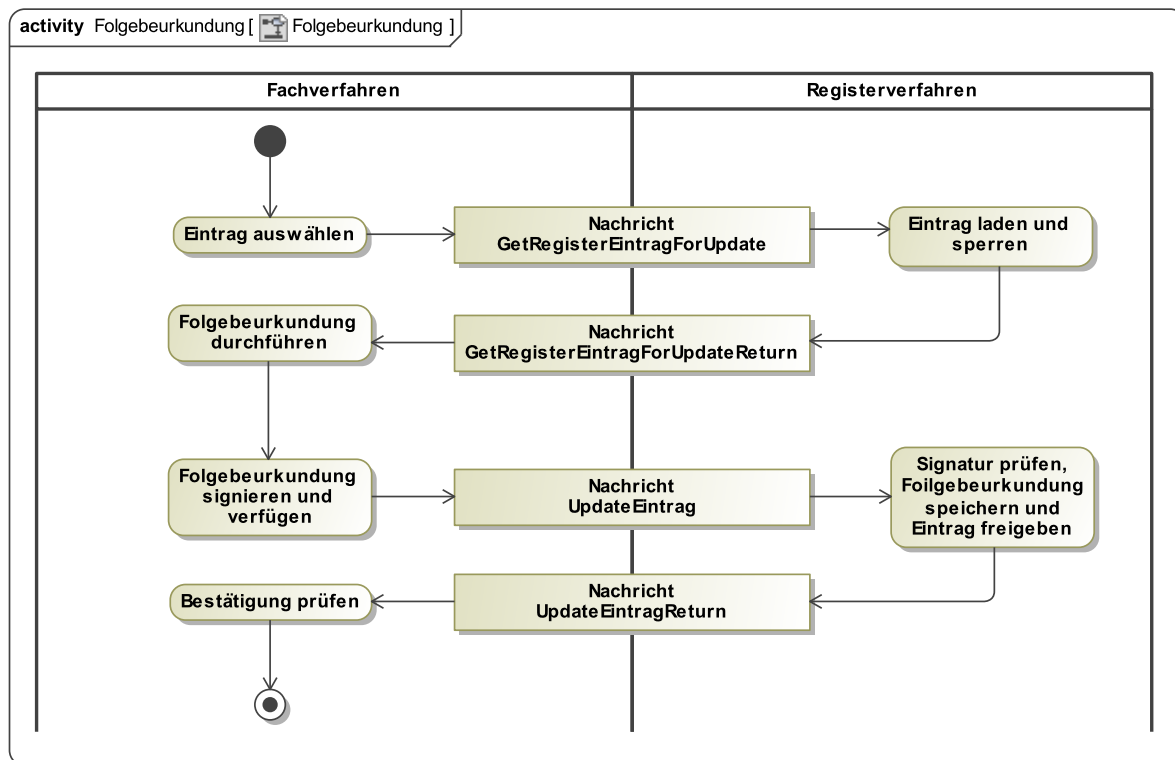 activity Folgebeurkundung [ Folgebeurkundung ]
Fachverfahren
Registerverfahren
Eintrag auswählen
Nachricht
GetRegisterEintragForUpdate
Eintrag laden und
sperren
Folgebeurkundung
durchführen
Nachricht
GetRegisterEintragForUpdateReturn
Folgebeurkundung
signieren und
verfügen
Nachricht
UpdateEintrag
Signatur prüfen,
Foilgebeurkundung
speichern und
Eintrag freigeben
Bestätigung prüfen
Nachricht
UpdateEintragReturn